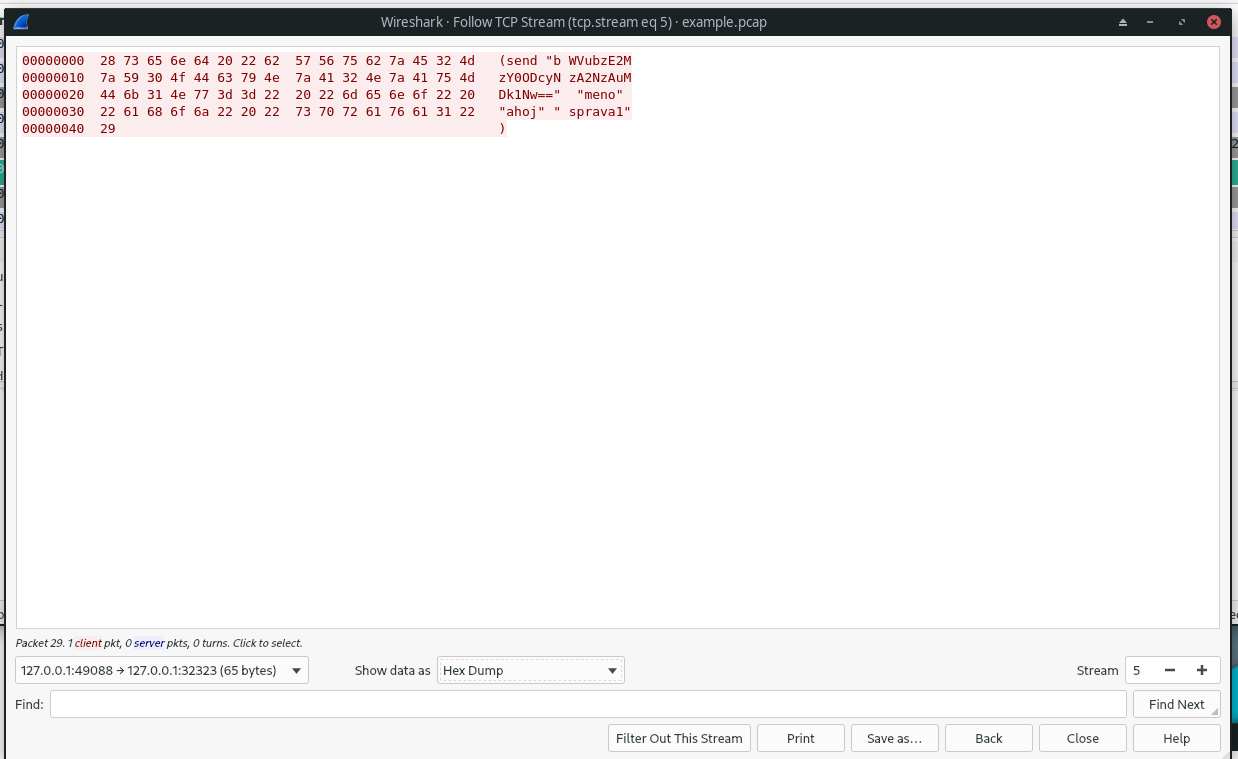 Wireshark · Follow TCP Stream (tcp.stream eq 5) · example.pcap
00000000  28 73 65 6e 64 20 22 62  57 56 75 62 7a 45 32 4d   (send "b WVubzE2M
00000010  7a 59 30 4f 44 63 79 4e  7a 41 32 4e 7a 41 75 4d   zY0ODcyN zA2NzAuM
00000020  44 6b 31 4e 77 3d 3d 22  20 22 6d 65 6e 6f 22 20   Dk1Nw=="  "meno"
00000030  22 61 68 6f 6a 22 20 22  73 70 72 61 76 61 31 22   "ahoj" " sprava1"
00000040  29                                                 )
Packet 29. 1 client pkt, 0 server pkts, 0 turns. Click to select.
127.0.0.1:49088 → 127.0.0.1:32323 (65 bytes) Show data as Hex Dump Stream 5
Find: Find Next
Filter Out This Stream Print Save as… Back Close Help